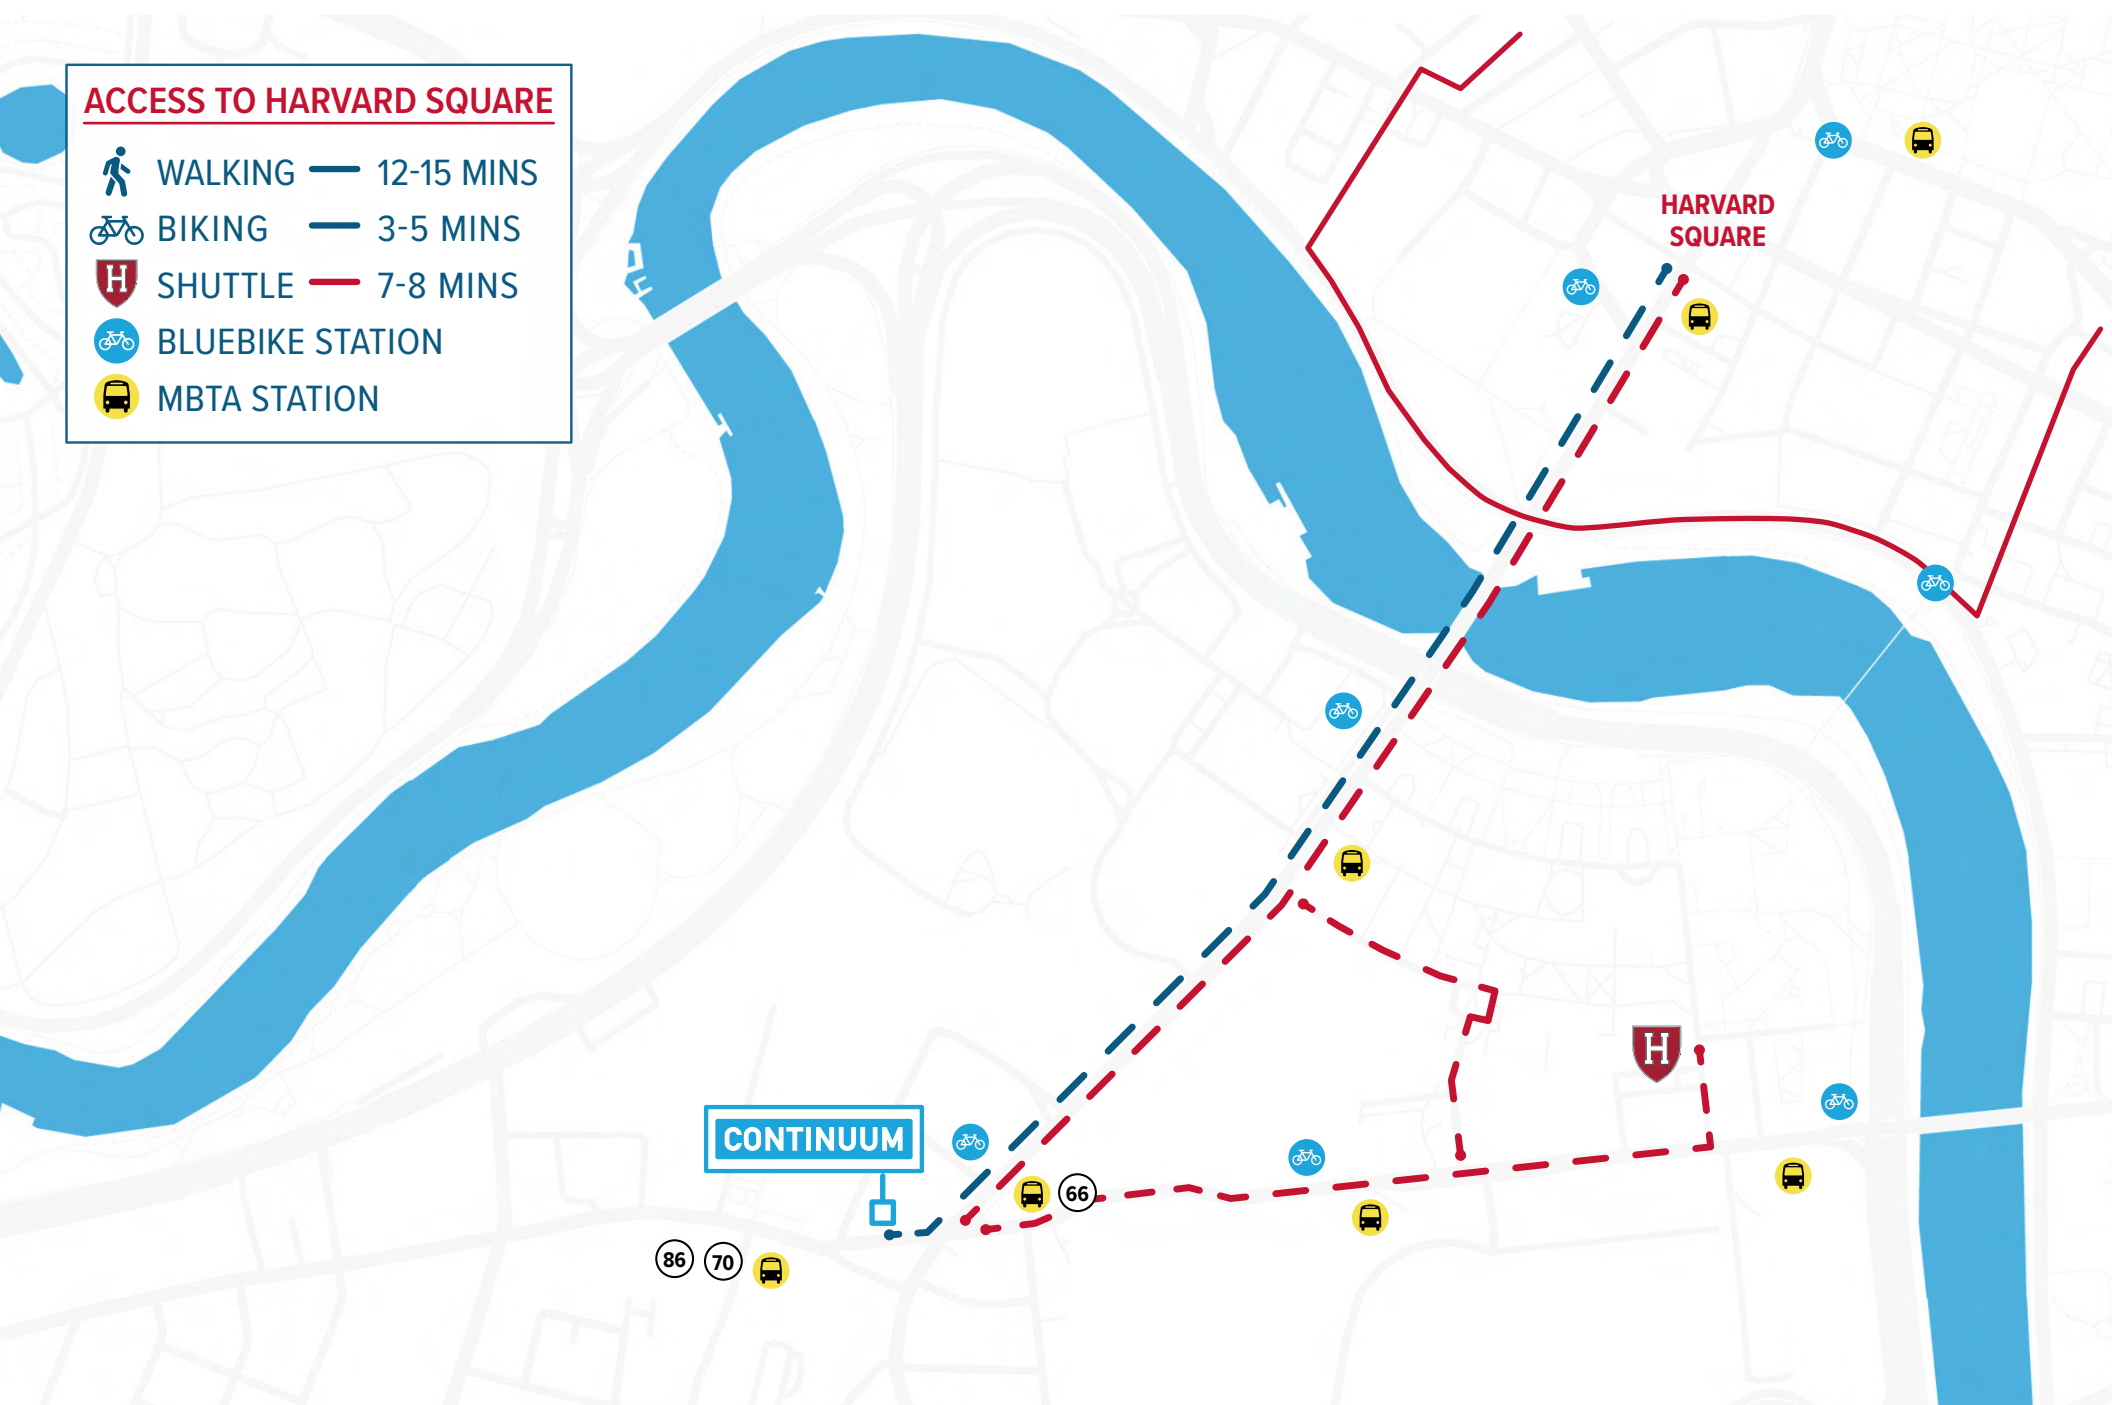 ACCESS TO HARVARD SQUARE
WALKING 12-15 MINS
BIKING 3-5 MINS
H SHUTTLE 7-8 MINS
BLUEBIKE STATION
MBTA STATION
HARVARD
SQUARE
H
CONTINUUM
66
86 70